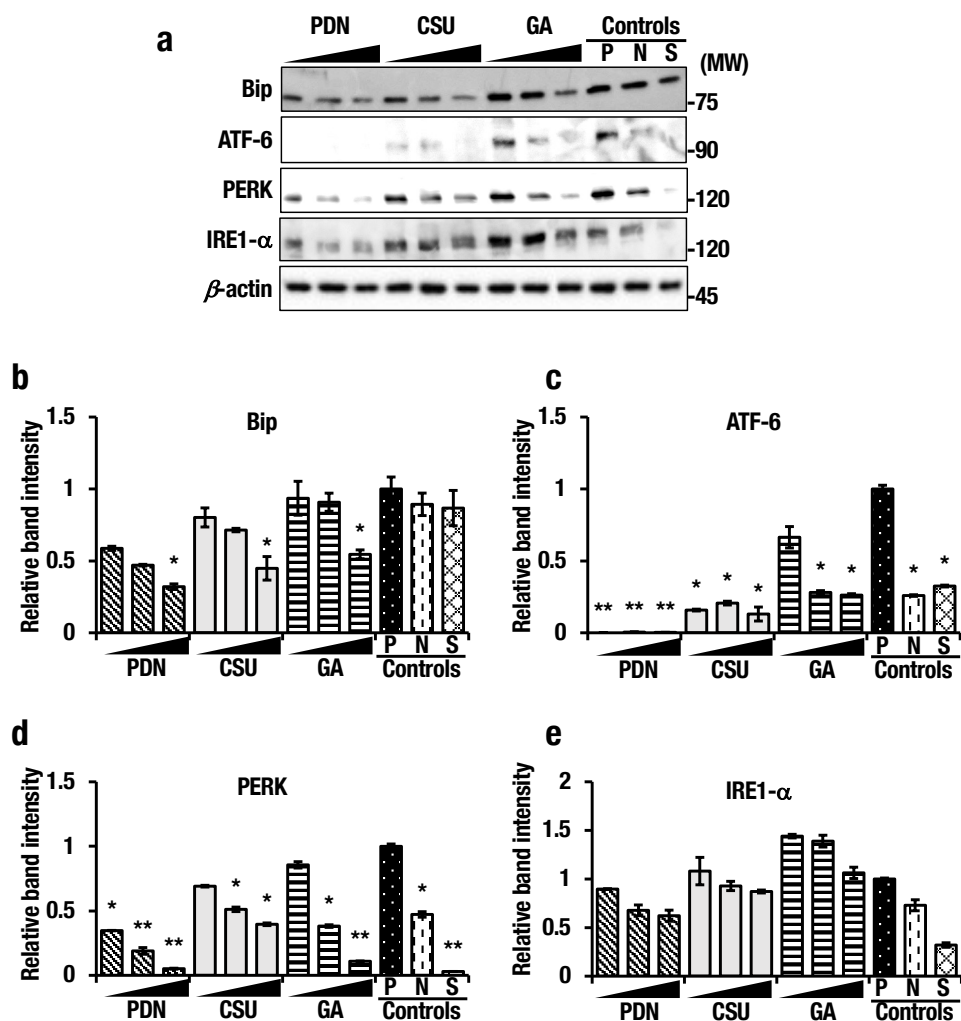 a
PDN CSU GA Controls
P N S
(MW)
Bip -75
ATF-6 -90
PERK -120
IRE1-α -120
β-actin -45
b
Bip
Relative band intensity
1.5
1
0.5
0
* * *
PDN CSU GA P N S
Controls
c
ATF-6
Relative band intensity
1.5
1
0.5
0
** ** ** * * * * * * *
PDN CSU GA P N S
Controls
d
PERK
Relative band intensity
1.5
1
0.5
0
* ** ** * * * ** * **
PDN CSU GA P N S
Controls
e
IRE1-α
Relative band intensity
2
1.5
1
0.5
0
PDN CSU GA P N S
Controls